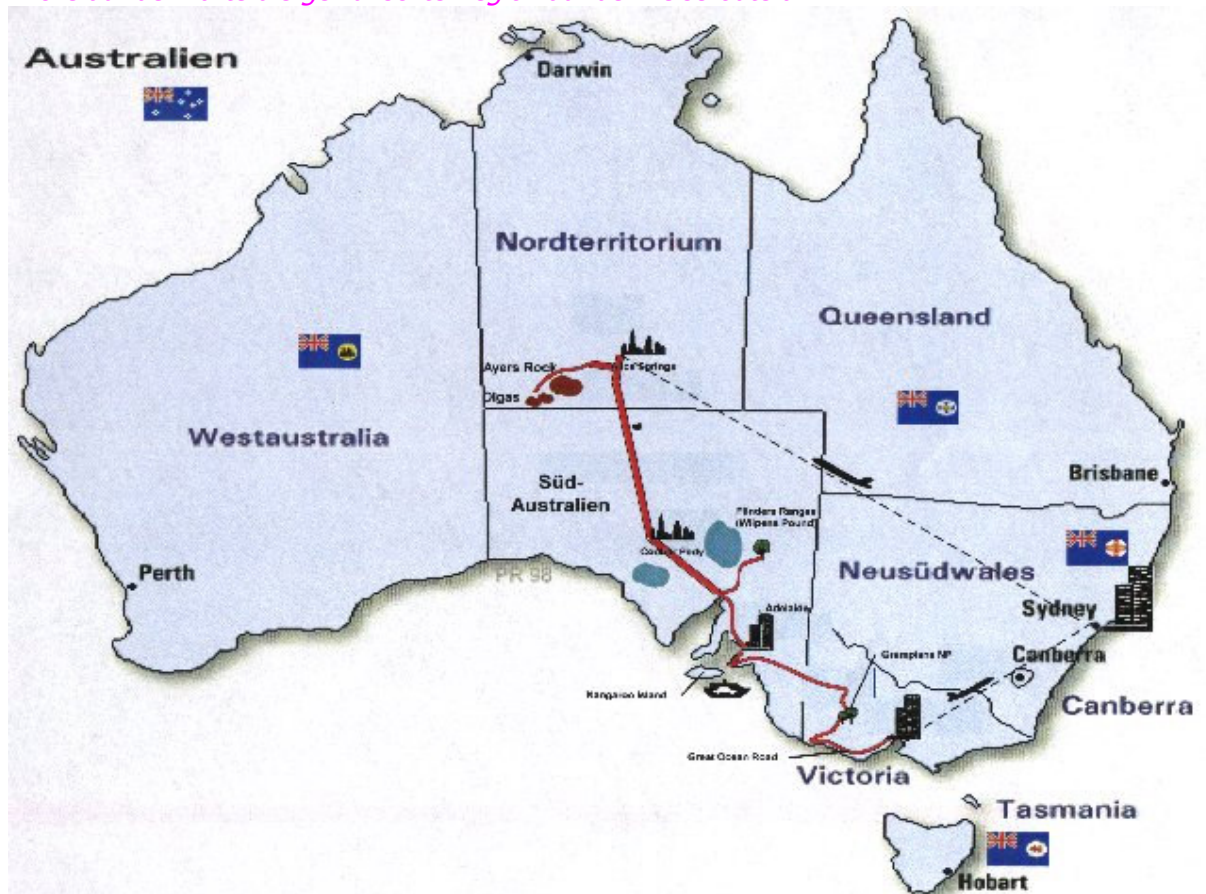 Australien
Darwin
Nordterritorium
Queensland
Ayers Rock
Springs
Olgas
Westaustralia
Brisbane
Süd-
Australien
Flinders Ranges
(Wilpena Pound)
Coober Pedy
Perth
PR 98
Neusüdwales
Adelaide
Sydney
Canberra
Grampians NP
Kangaroo Island
Canberra
Great Ocean Road
Victoria
Tasmania
Hobart